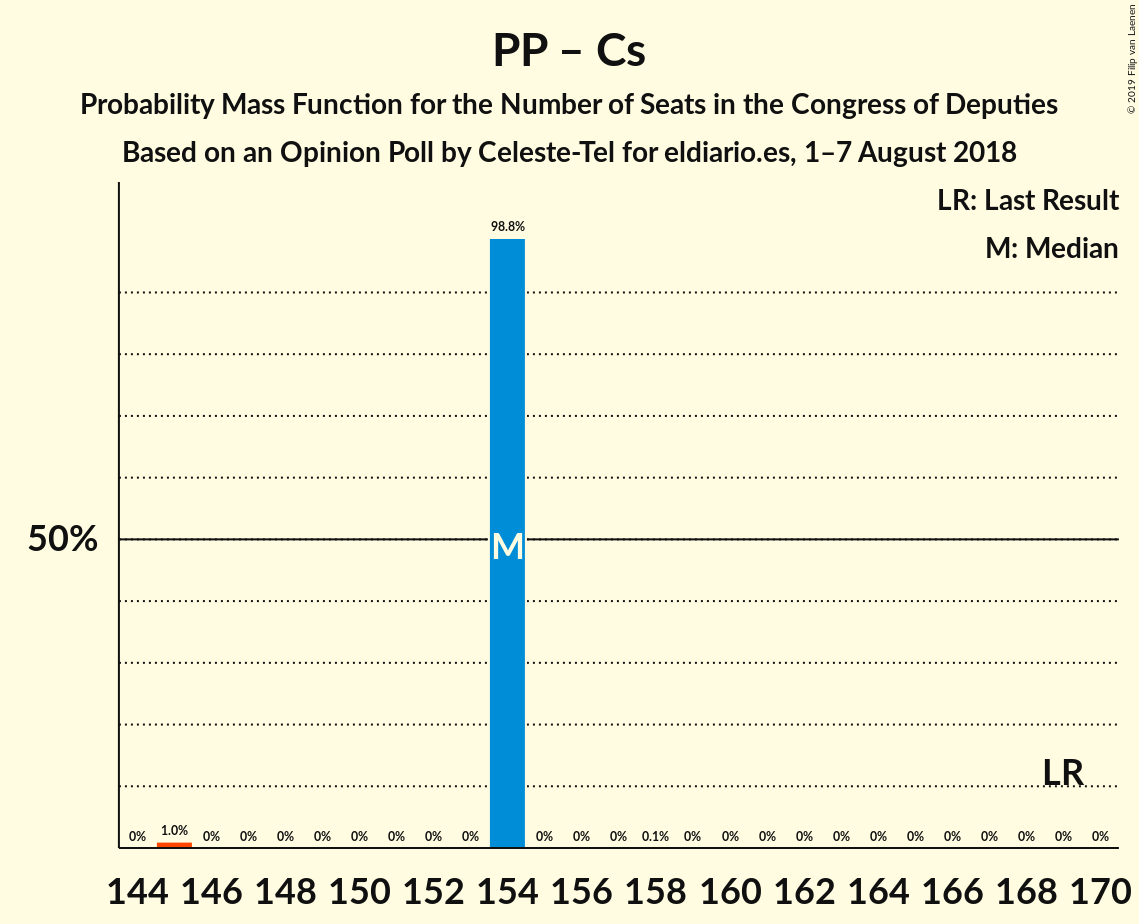 PP – Cs
Probability Mass Function for the Number of Seats in the Congress of Deputies
Based on an Opinion Poll by Celeste-Tel for eldiario.es, 1–7 August 2018
© 2019 Filip van Laenen
LR: Last Result
M: Median
98.8%
50%
M
LR
0% 1.0% 0% 0% 0% 0% 0% 0% 0% 0% 0% 0% 0% 0.1% 0% 0% 0% 0% 0% 0% 0% 0% 0% 0% 0% 0%
144 146 148 150 152 154 156 158 160 162 164 166 168 170